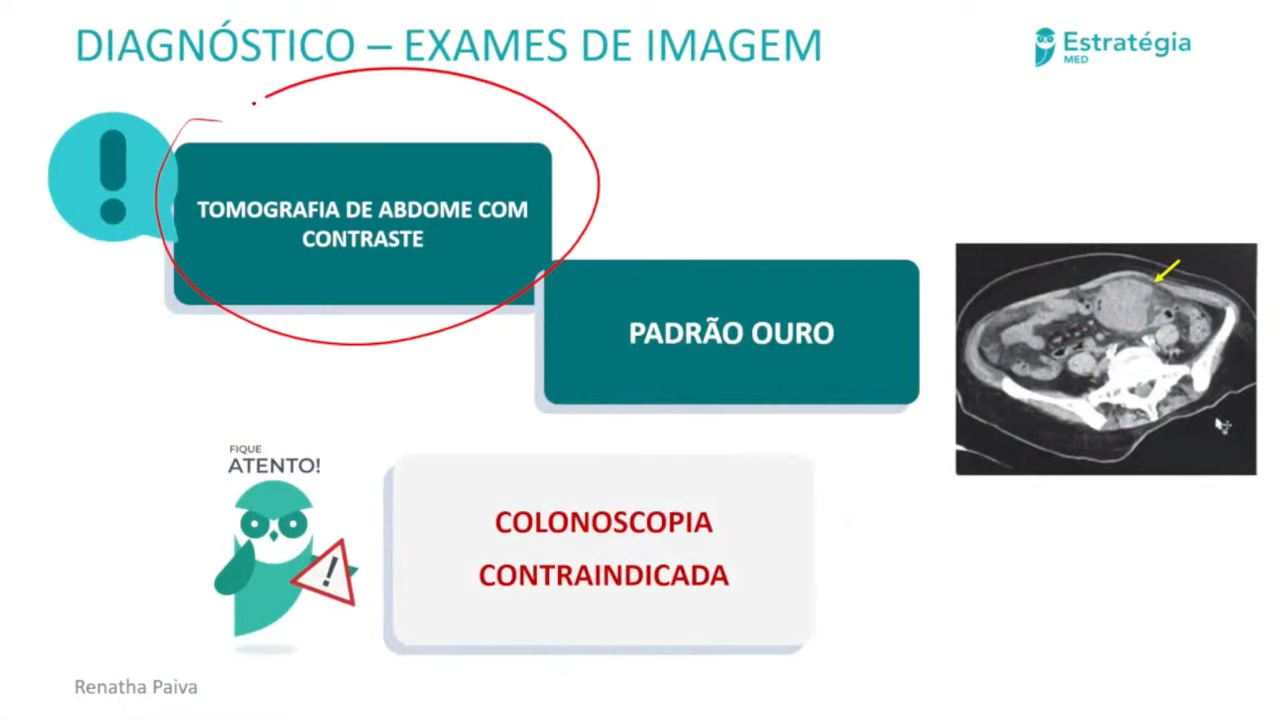 DIAGNÓSTICO – EXAMES DE IMAGEM
Estratégia
MED
!
TOMOGRAFIA DE ABDOME COM
CONTRASTE
PADRÃO OURO
FIQUE
ATENTO!
!
COLONOSCOPIA
CONTRAINDICADA
Renatha Paiva